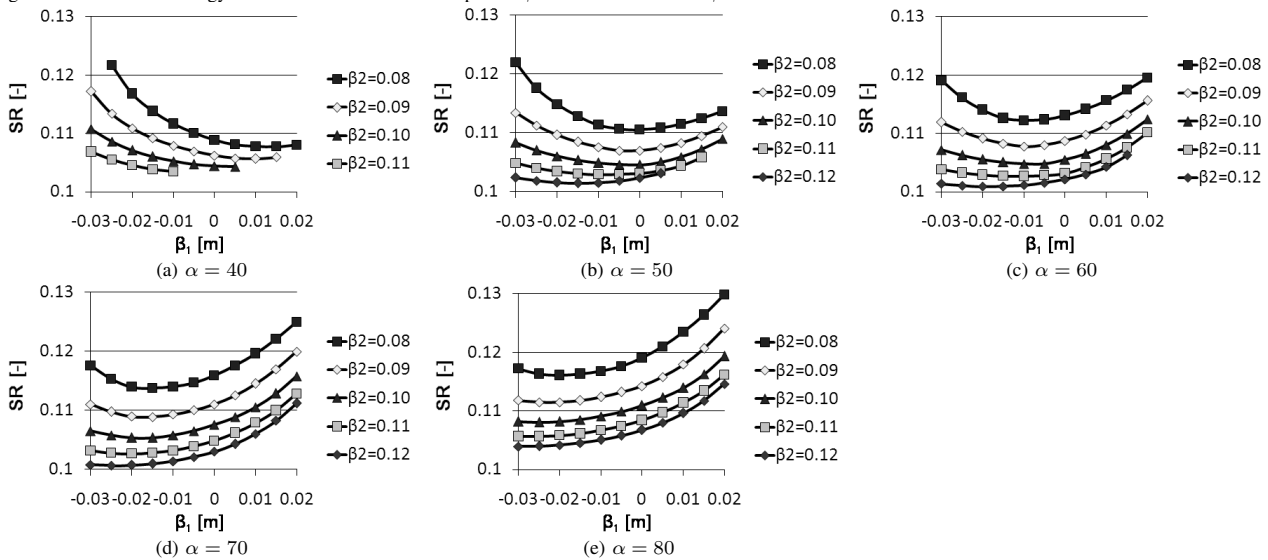 0.13
0.12
0.11
0.1
SR [-]
-0.03 -0.02 -0.01 0 0.01 0.02
β₁ [m]
β2=0.08
β2=0.09
β2=0.10
β2=0.11
(a) α = 40
0.13
0.12
0.11
0.1
SR [-]
-0.03 -0.02 -0.01 0 0.01 0.02
β₁ [m]
β2=0.08
β2=0.09
β2=0.10
β2=0.11
β2=0.12
(b) α = 50
0.13
0.12
0.11
0.1
SR [-]
-0.03 -0.02 -0.01 0 0.01 0.02
β₁ [m]
β2=0.08
β2=0.09
β2=0.10
β2=0.11
β2=0.12
(c) α = 60
0.13
0.12
0.11
0.1
SR [-]
-0.03 -0.02 -0.01 0 0.01 0.02
β₁ [m]
β2=0.08
β2=0.09
β2=0.10
β2=0.11
β2=0.12
(d) α = 70
0.13
0.12
0.11
0.1
SR [-]
-0.03 -0.02 -0.01 0 0.01 0.02
β₁ [m]
β2=0.08
β2=0.09
β2=0.10
β2=0.11
β2=0.12
(e) α = 80